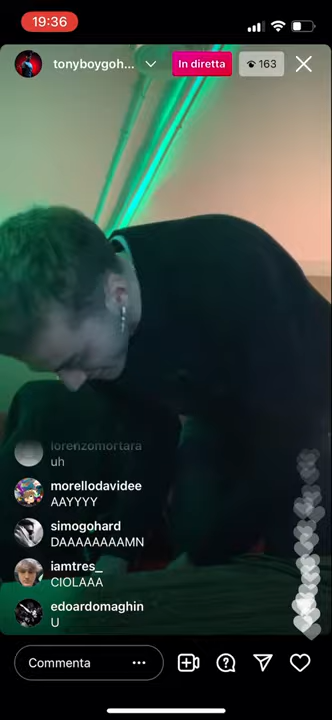 19:36
tonyboygoh...
In diretta
163
lorenzomortara
uh
morellodavidee
AAYYYY
simogohard
DAAAAAAAAMN
iamtres_
CIOLAAA
edoardomaghin
U
Commenta